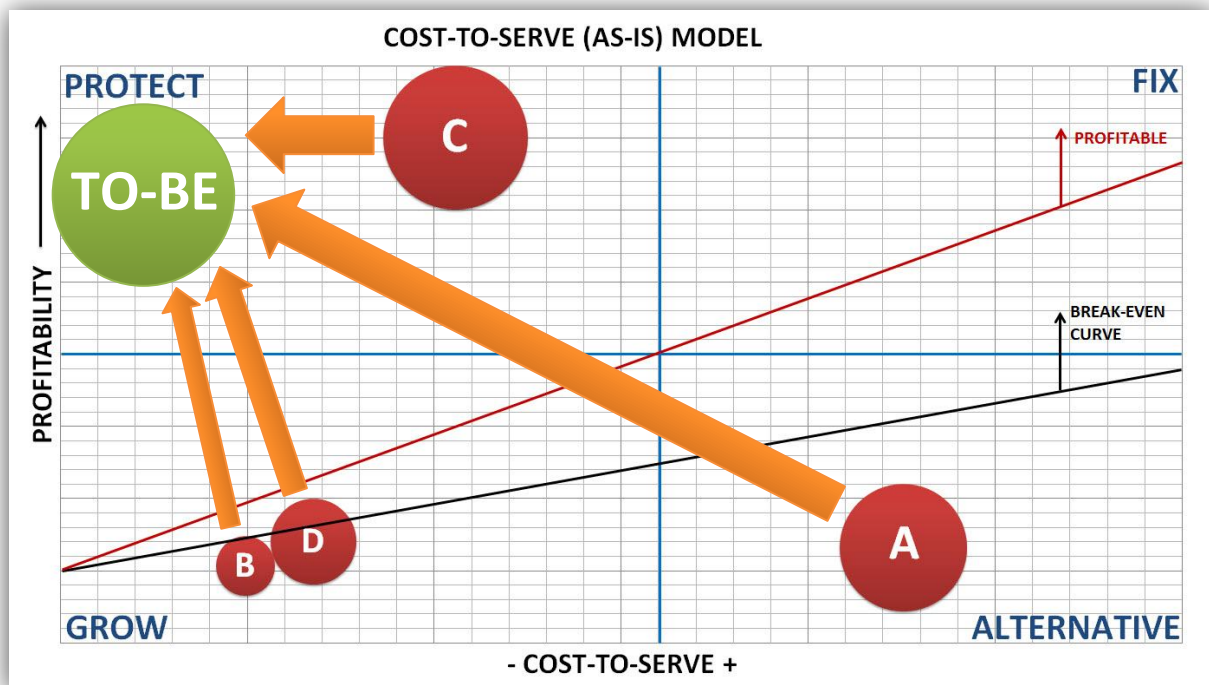 COST-TO-SERVE (AS-IS) MODEL
PROTECT
FIX
C
PROFITABLE
TO-BE
PROFITABILITY
BREAK-EVEN
CURVE
B
D
A
GROW
ALTERNATIVE
- COST-TO-SERVE +